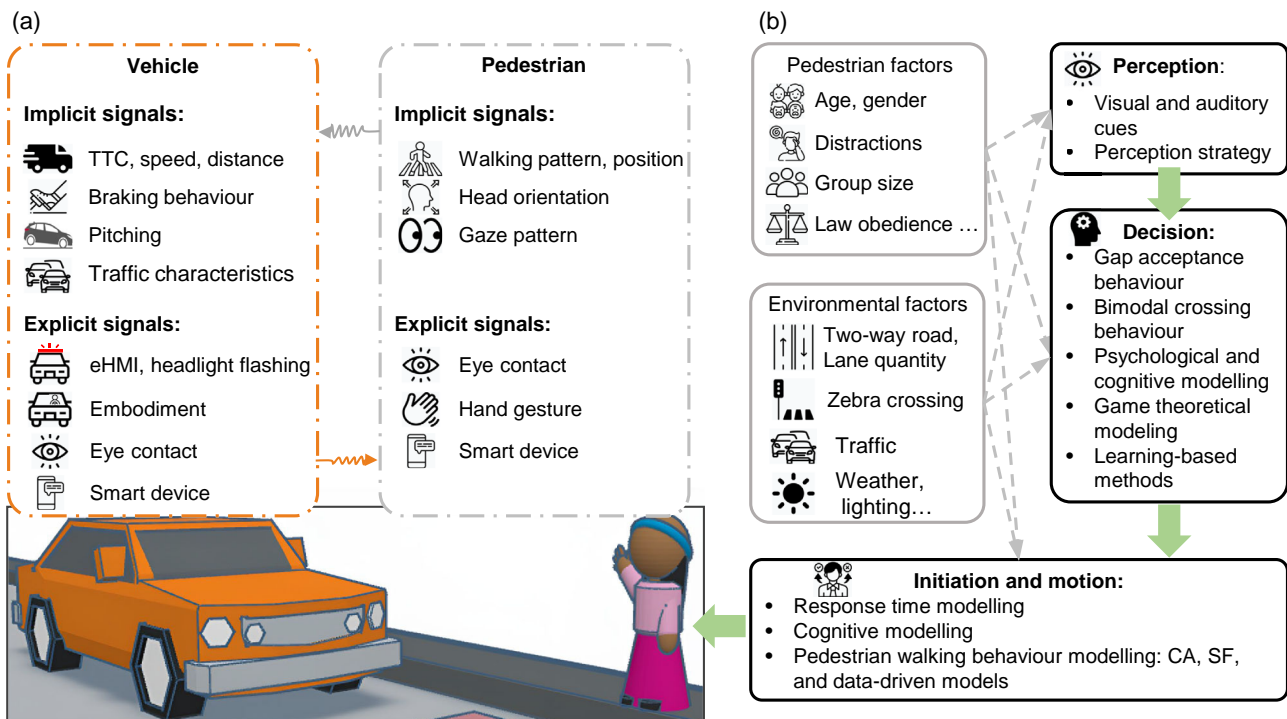 (a)
Vehicle
Implicit signals:
TTC, speed, distance
Braking behaviour
Pitching
Traffic characteristics
Explicit signals:
eHMI, headlight flashing
Embodiment
Eye contact
Smart device
Pedestrian
Implicit signals:
Walking pattern, position
Head orientation
Gaze pattern
Explicit signals:
Eye contact
Hand gesture
Smart device
(b)
Pedestrian factors
Age, gender
Distractions
Group size
Law obedience …
Environmental factors
Two-way road,
Lane quantity
Zebra crossing
Traffic
Weather,
lighting…
Perception:
• Visual and auditory
cues
• Perception strategy
Decision:
• Gap acceptance
behaviour
• Bimodal crossing
behaviour
• Psychological and
cognitive modelling
• Game theoretical
modeling
• Learning-based
methods
Initiation and motion:
• Response time modelling
• Cognitive modelling
• Pedestrian walking behaviour modelling: CA, SF,
and data-driven models